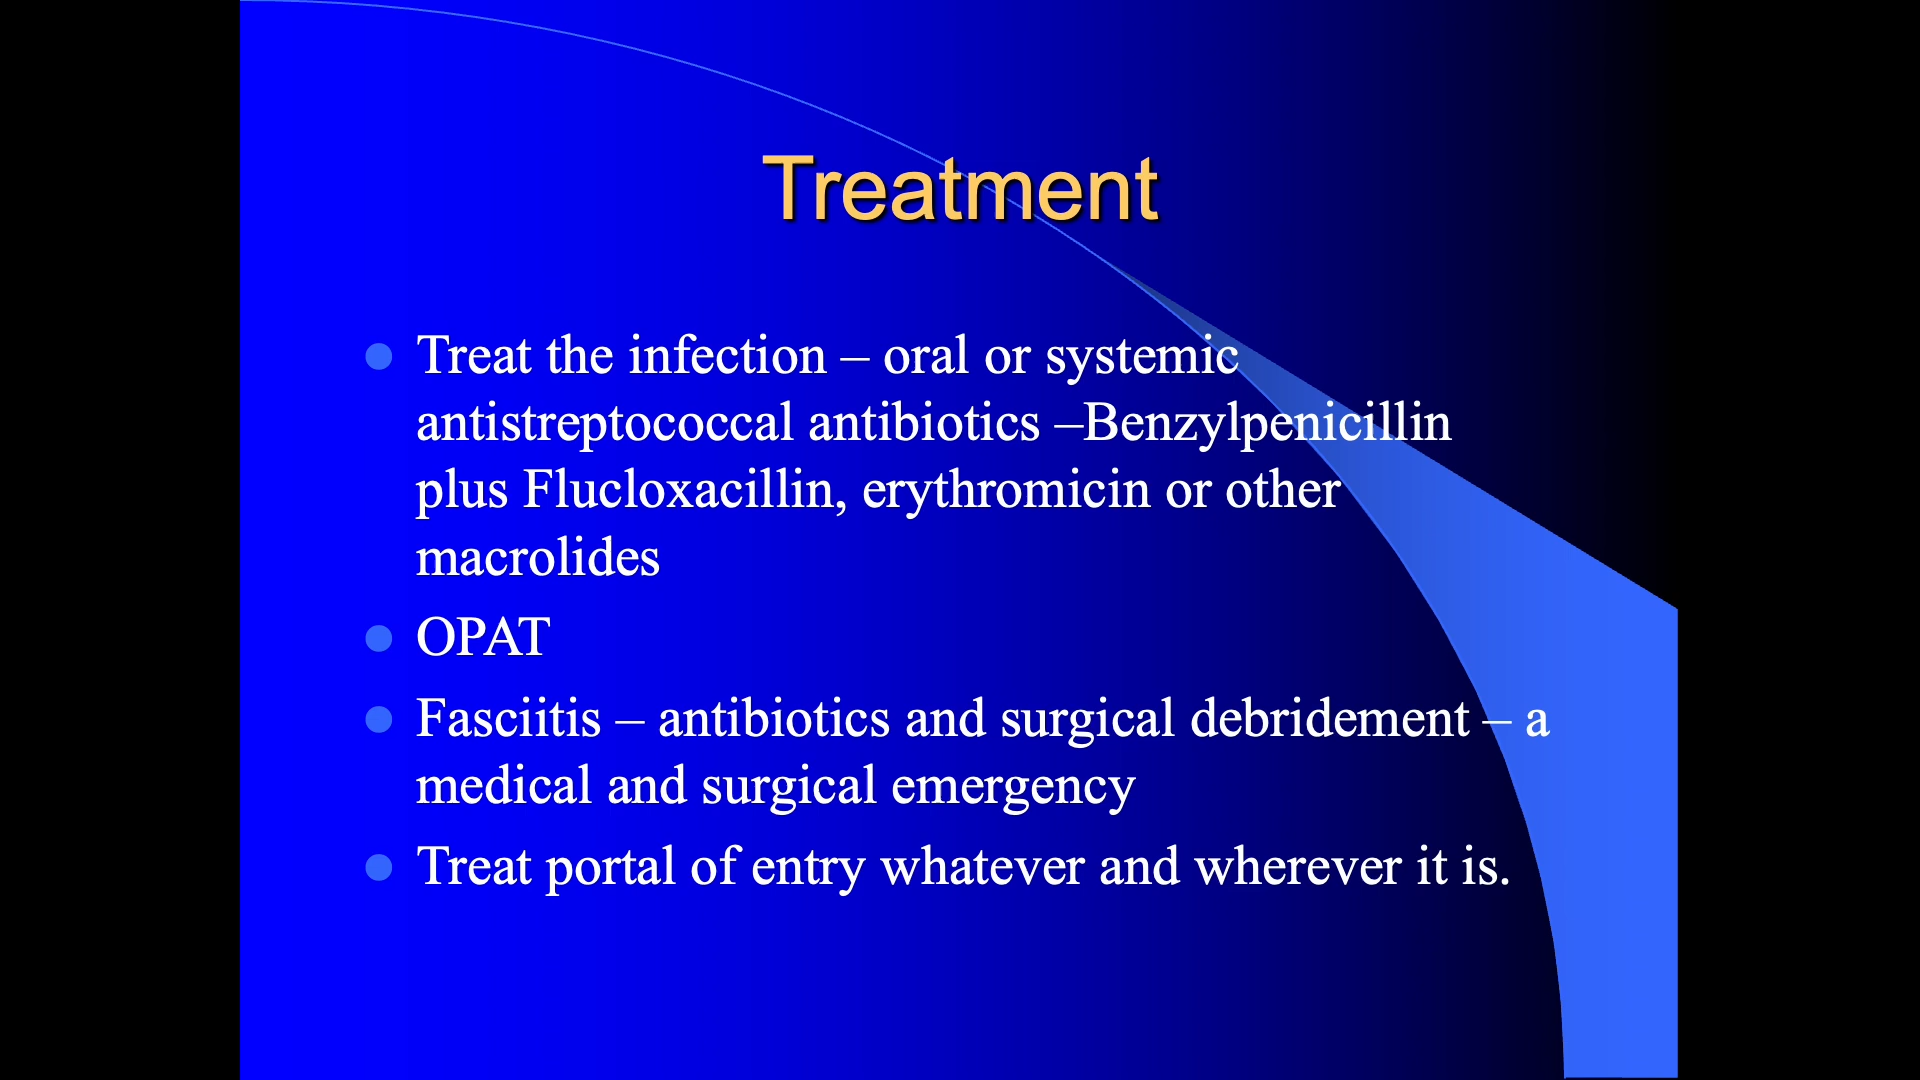 Treatment
Treat the infection – oral or systemic
antistreptococcal antibiotics –Benzylpenicillin
plus Flucloxacillin, erythromicin or other
macrolides
OPAT
Fasciitis – antibiotics and surgical debridement – a
medical and surgical emergency
Treat portal of entry whatever and wherever it is.